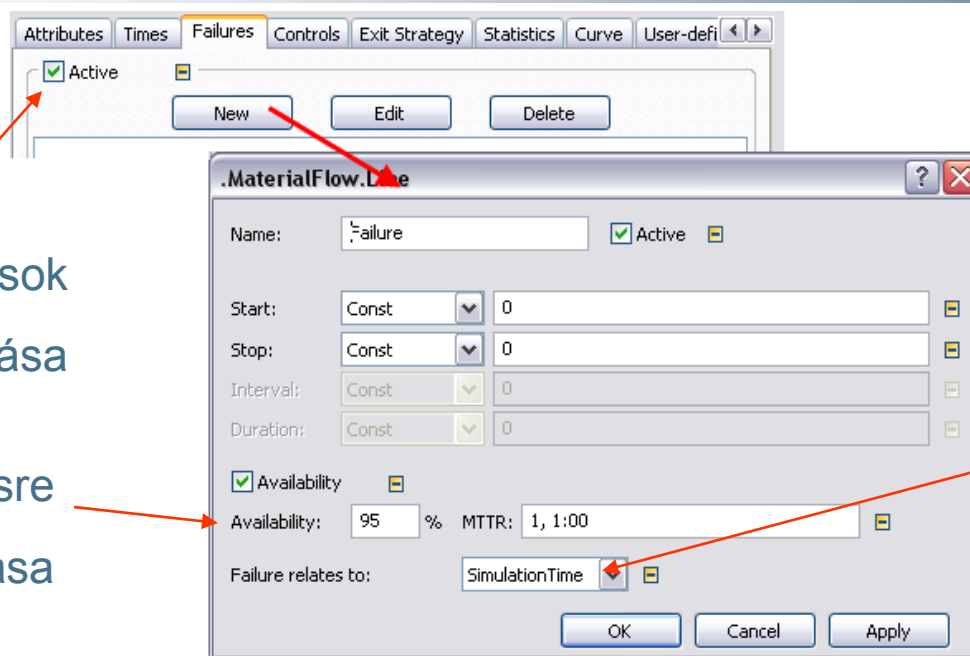 Attributes Times Failures Controls Exit Strategy Statistics Curve User-defi
Active
New Edit Delete
.MaterialFlow.Line
Name: Failure Active
Start: Const 0
Stop: Const 0
Interval: Const 0
Duration: Const 0
Availability
Availability: 95 % MTTR: 1, 1:00
Failure relates to: SimulationTime
OK Cancel Apply
sok
ása
sre
ása